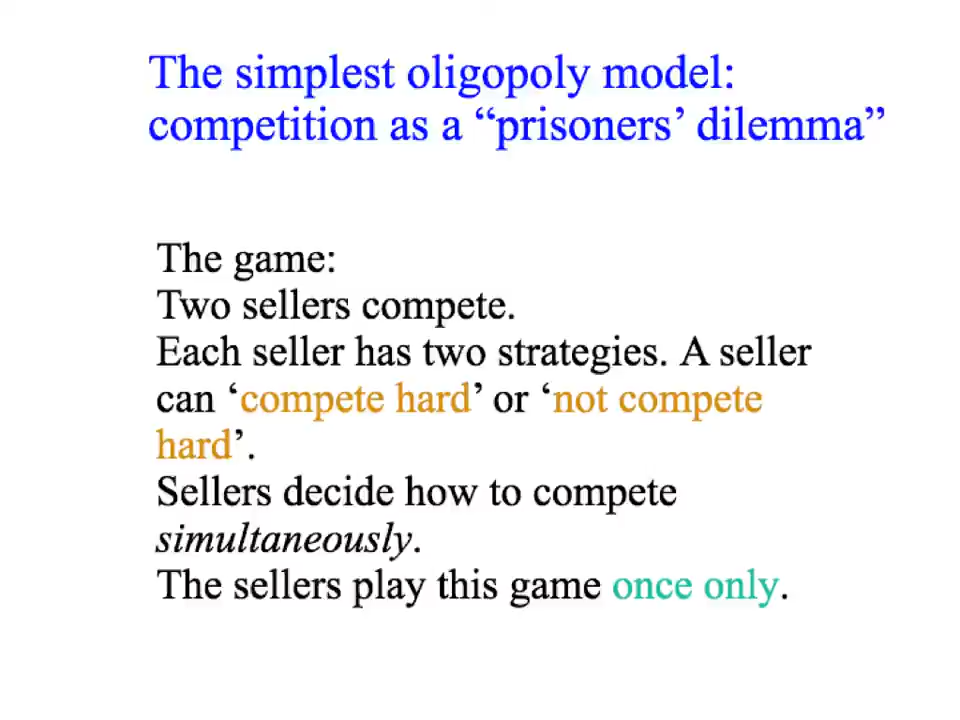 The simplest oligopoly model:
competition as a “prisoners’ dilemma”
The game:
Two sellers compete.
Each seller has two strategies. A seller
can ‘compete hard’ or ‘not compete
hard’.
Sellers decide how to compete
simultaneously.
The sellers play this game once only.